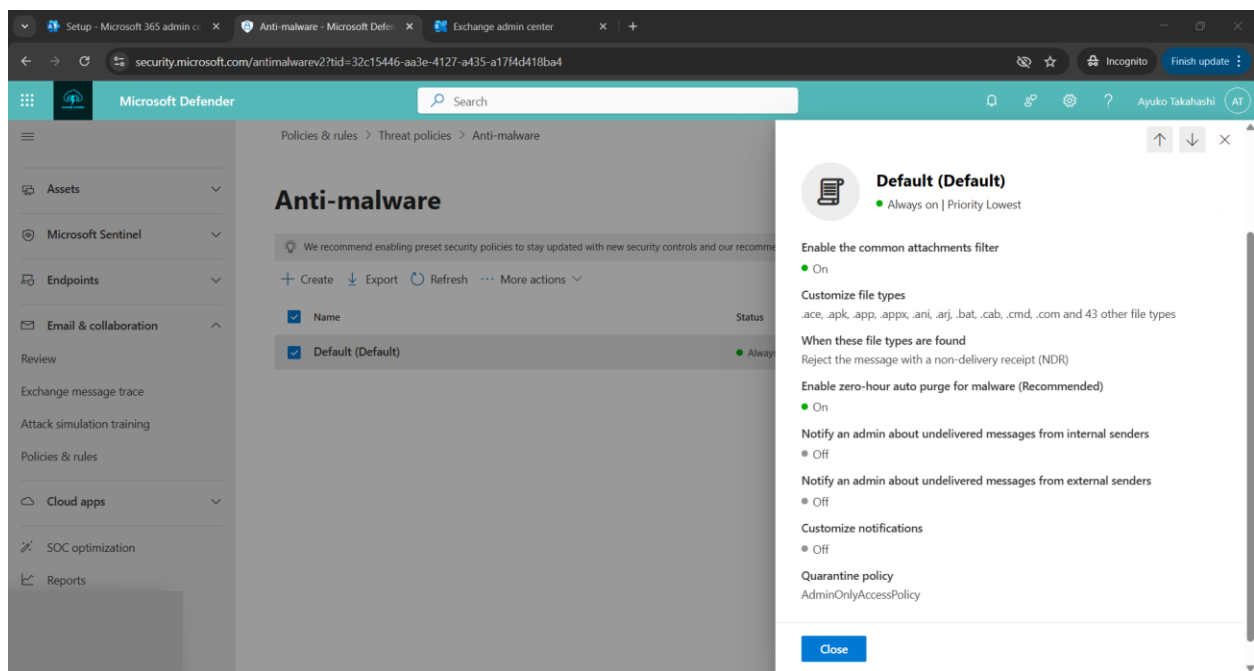 Setup - Microsoft 365 admin ce
Anti-malware - Microsoft Defen
Exchange admin center
security.microsoft.com/antimalwarev2?tid=32c15446-aa3e-4127-a435-a17f4d418ba4
Incognito
Finish update
Microsoft Defender
Search
Ayuko Takahashi
AT
Assets
Microsoft Sentinel
Endpoints
Email & collaboration
Review
Exchange message trace
Attack simulation training
Policies & rules
Cloud apps
SOC optimization
Reports
Policies & rules > Threat policies > Anti-malware
Anti-malware
We recommend enabling preset security policies to stay updated with new security controls and our recomme
Create Export Refresh ··· More actions
Name Status
Default (Default) Always
Default (Default)
Always on | Priority Lowest
Enable the common attachments filter
On
Customize file types
.ace, .apk, .app, .appx, .ani, .arj, .bat, .cab, .cmd, .com and 43 other file types
When these file types are found
Reject the message with a non-delivery receipt (NDR)
Enable zero-hour auto purge for malware (Recommended)
On
Notify an admin about undelivered messages from internal senders
Off
Notify an admin about undelivered messages from external senders
Off
Customize notifications
Off
Quarantine policy
AdminOnlyAccessPolicy
Close